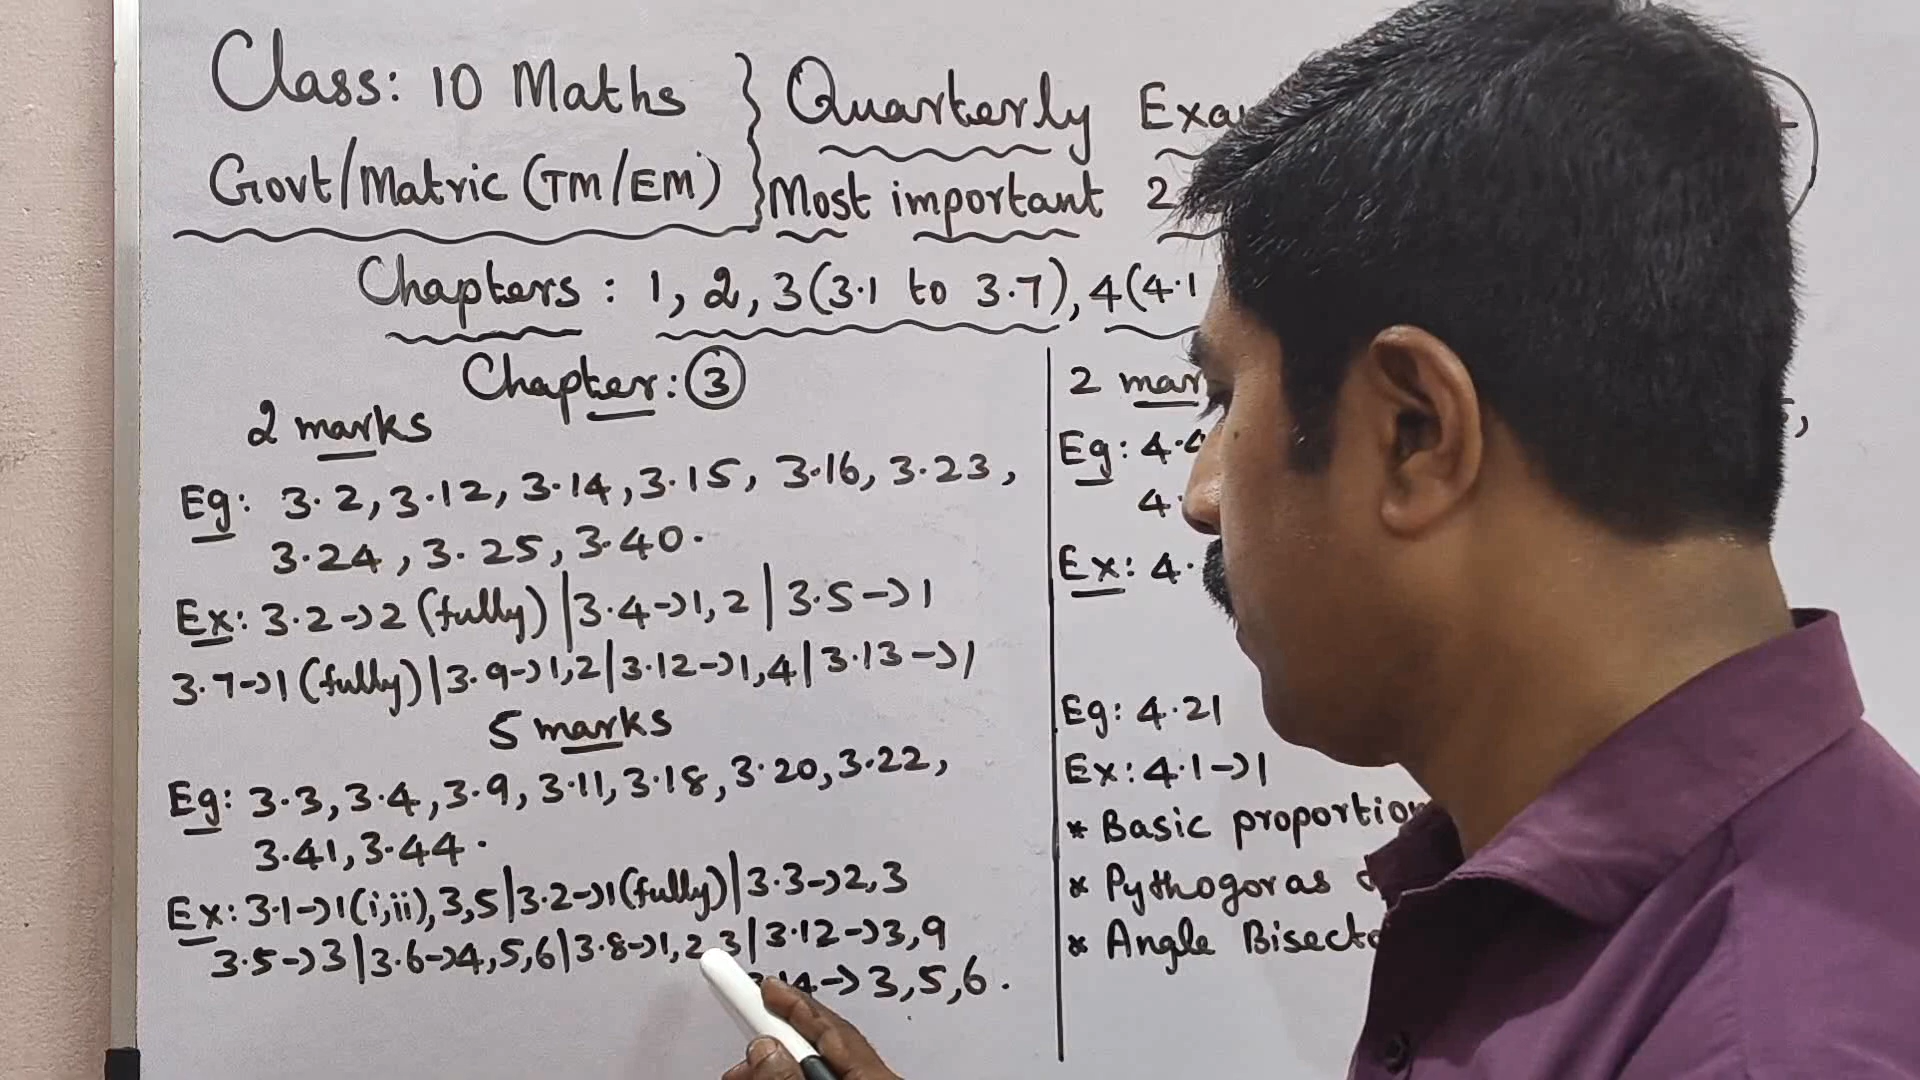 Class: 10 Maths } Quarterly
Govt/Matric (TM/EM) } Most important 2
Chapters : 1, 2, 3(3.1 to 3.7), 4(4.1
Chapter: 3
2 marks
Eg: 3.2, 3.12, 3.14, 3.15, 3.16, 3.23,
3.24, 3.25, 3.40.
Ex: 3.2->2 (fully) | 3.4->1, 2 | 3.5->1
3.7->1 (fully) | 3.9->1,2 | 3.12->1,4 | 3.13->1
5 marks
Eg: 3.3, 3.4, 3.9, 3.11, 3.18, 3.20, 3.22,
3.41, 3.44.
Ex: 3.1->1(i,ii), 3,5 | 3.2->1(fully) | 3.3->2,3
3.5->3 | 3.6->4,5,6 | 3.8->1,2 3 | 3.12->3,9
14->3,5,6.
2
Eg:
Ex:
Eg: 4.21
Ex: 4.1->1
* Basic
* Pythogoras
* Angle